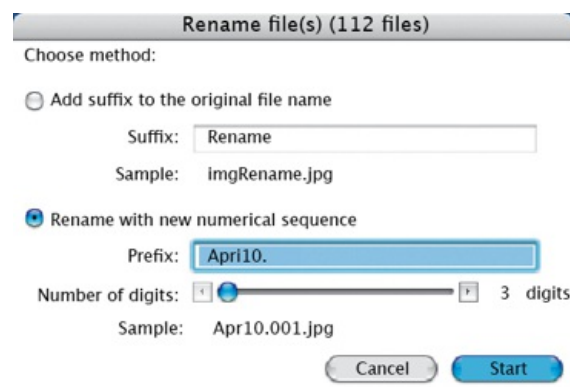 Rename file(s) (112 files)
Choose method:
Add suffix to the original file name
Suffix: Rename
Sample: imgRename.jpg
Rename with new numerical sequence
Prefix: Apri10.
Number of digits: 3 digits
Sample: Apr10.001.jpg
Cancel Start